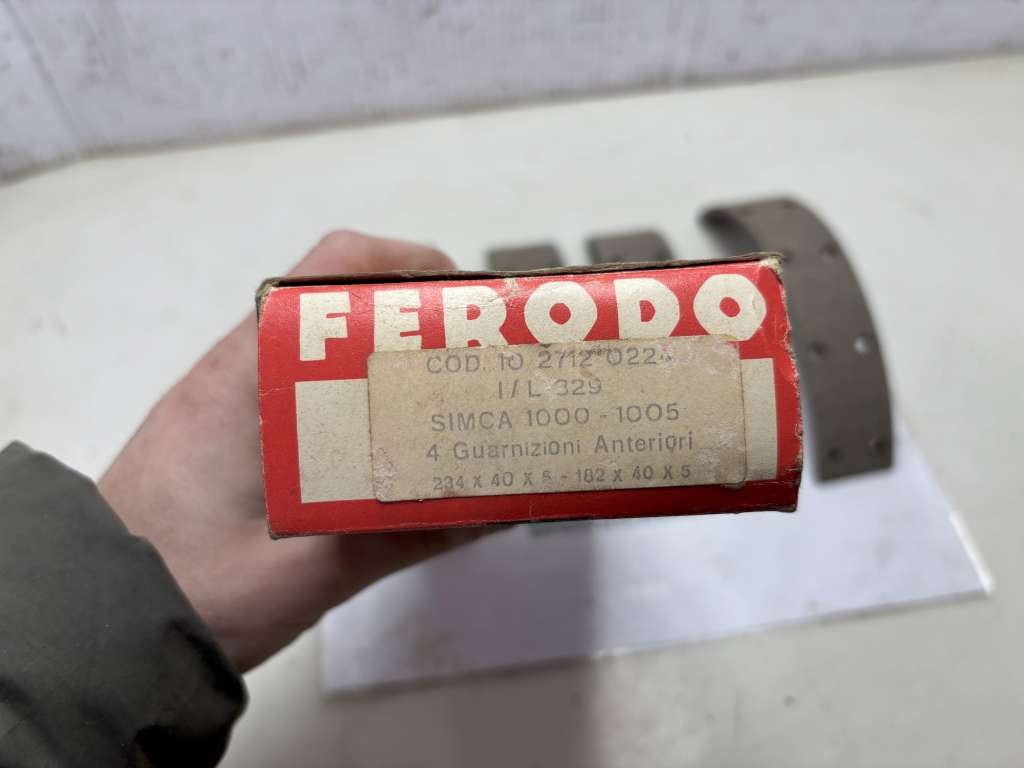 FERODO
COD. 10 2712 0224
I/L 329
SIMCA 1000 - 1005
4 Guarnizioni Anteriori
234 x 40 x 5 - 182 x 40 x 5